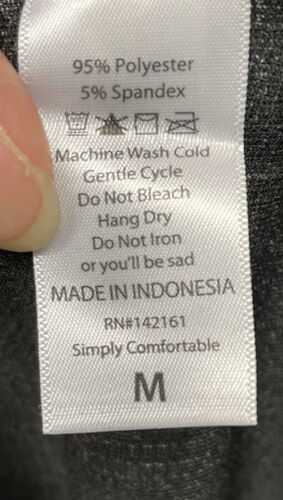 95% Polyester
5% Spandex
Machine Wash Cold
Gentle Cycle
Do Not Bleach
Hang Dry
Do Not Iron
or you'll be sad
MADE IN INDONESIA
RN#142161
Simply Comfortable
M